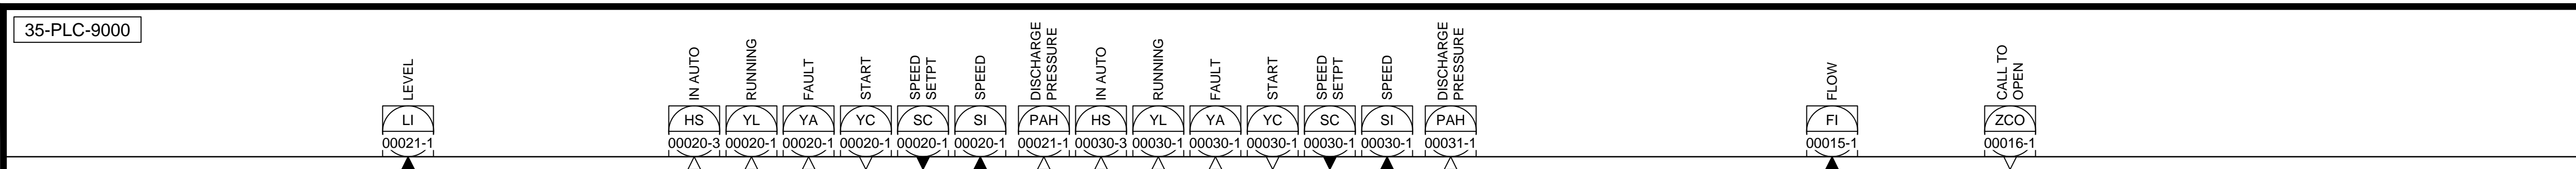 35-PLC-9000
LEVEL
IN AUTO
RUNNING
FAULT
START
SPEED
SETPT
SPEED
DISCHARGE
PRESSURE
IN AUTO
RUNNING
FAULT
START
SPEED
SETPT
SPEED
DISCHARGE
PRESSURE
FLOW
CALL TO
OPEN
LI HS YL YA YC SC SI PAH HS YL YA YC SC SI PAH FI ZCO
00021-1 00020-3 00020-1 00020-1 00020-1 00020-1 00020-1 00021-1 00030-3 00030-1 00030-1 00030-1 00030-1 00030-1 00031-1 00015-1 00016-1